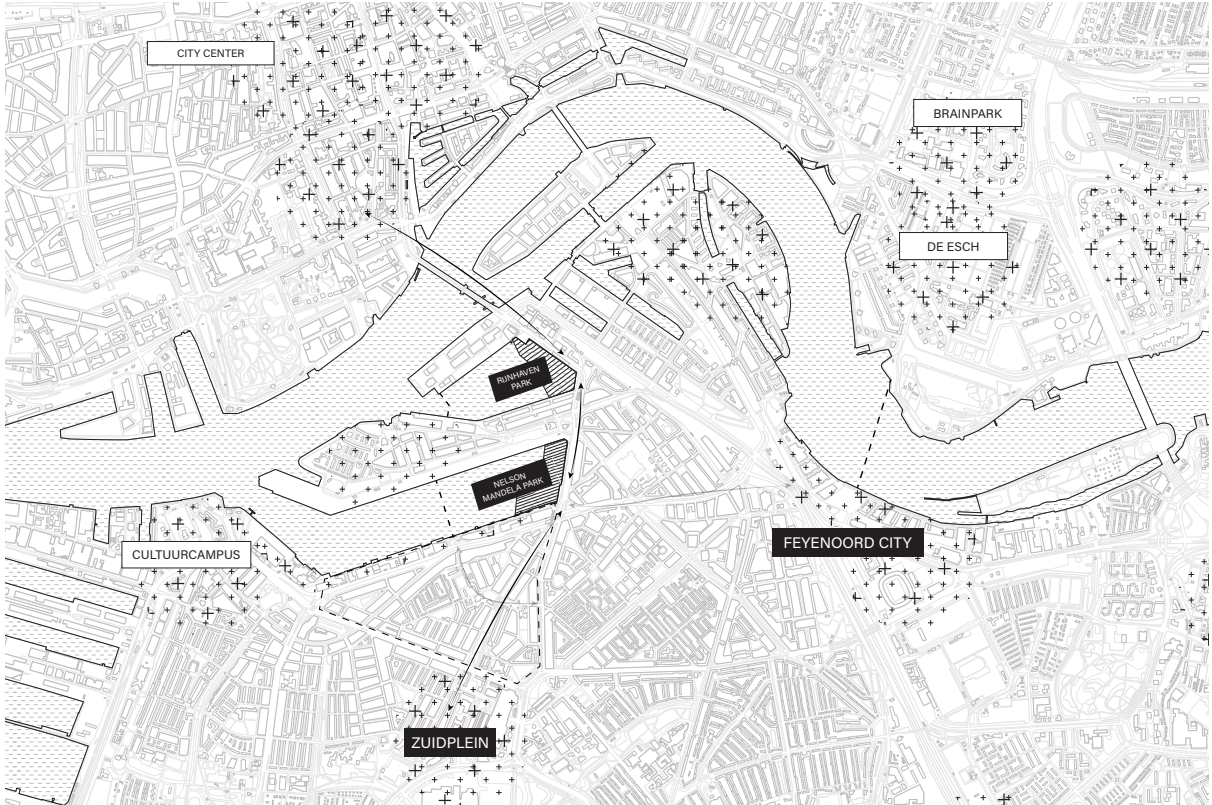 CITY CENTER
BRAINPARK
DE ESCH
RIJNHAVEN
PARK
NELSON
MANDELA PARK
FEYENOORD CITY
CULTUURCAMPUS
ZUIDPLEIN